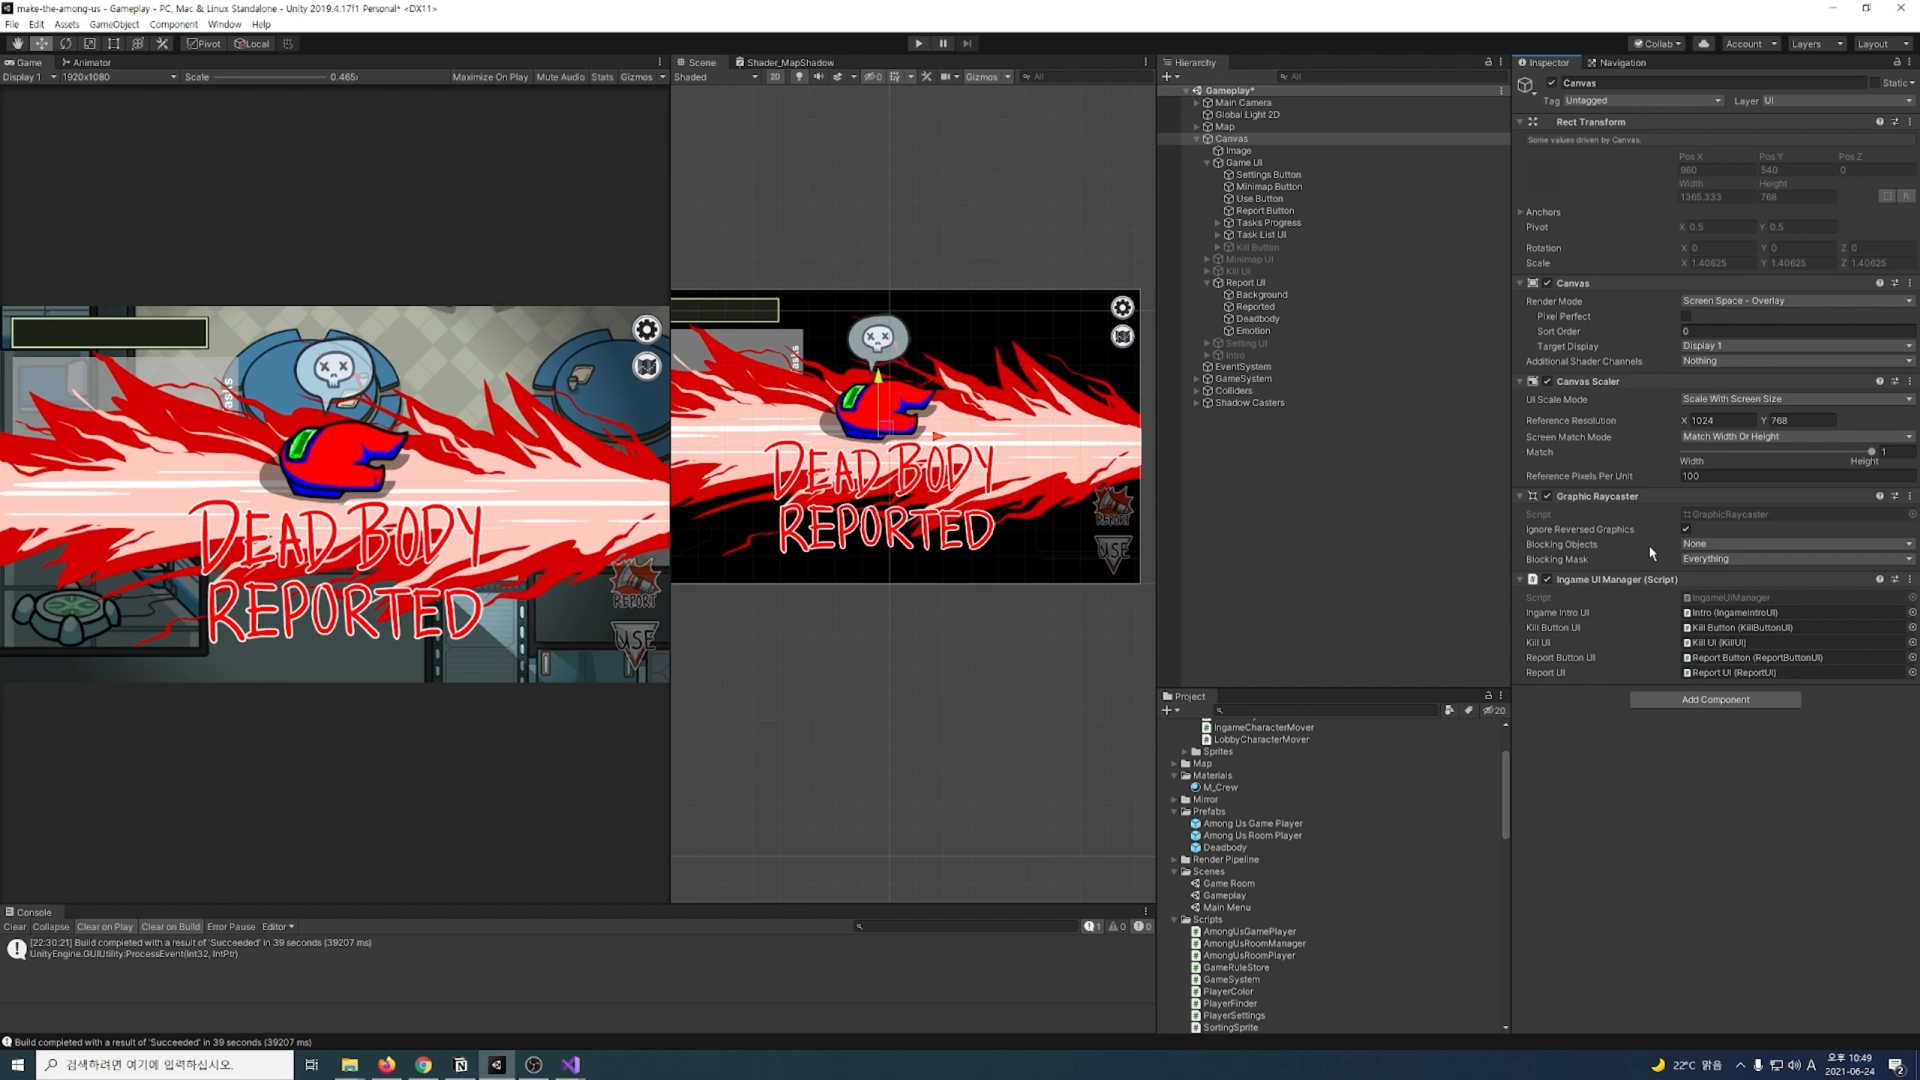 make-the-among-us - Gameplay - PC, Mac & Linux Standalone - Unity 2019.4.17f1 Personal* <DX11>
File Edit Assets GameObject Component Window Help
Pivot Local Collab Account Layers Layout
Game Animator
Display 1 1920x1080 Scale 0.465 Maximize On Play Mute Audio Stats Gizmos
Scene Shader_MapShadow
Shaded 2D 0 Gizmos All
DEAD BODY
REPORTED
REPORT
USE
DEAD BODY
REPORTED
REPORT
USE
Hierarchy
All
Gameplay*
Main Camera
Global Light 2D
Map
Canvas
Image
Game UI
Settings Button
Minimap Button
Use Button
Report Button
Tasks Progress
Task List UI
Kill Button
Minimap UI
Kill UI
Report UI
Background
Reported
Deadbody
Emotion
Setting UI
Intro
EventSystem
GameSystem
Colliders
Shadow Casters
Project
20
IngameCharacterMover
LobbyCharacterMover
Sprites
Map
Materials
M_Crew
Mirror
Prefabs
Among Us Game Player
Among Us Room Player
Deadbody
Render Pipeline
Scenes
Game Room
Gameplay
Main Menu
Scripts
AmongUsGamePlayer
AmongUsRoomManager
AmongUsRoomPlayer
GameRuleStore
GameSystem
PlayerColor
PlayerFinder
PlayerSettings
SortingSprite
Inspector Navigation
Canvas Static
Tag Untagged Layer UI
Rect Transform
Some values driven by Canvas.
Pos X Pos Y Pos Z
960 540 0
Width Height
1365.333 768 R
Anchors
Pivot X 0.5 Y 0.5
Rotation X 0 Y 0 Z 0
Scale X 1.40625 Y 1.40625 Z 1.40625
Canvas
Render Mode Screen Space - Overlay
Pixel Perfect
Sort Order 0
Target Display Display 1
Additional Shader Channels Nothing
Canvas Scaler
UI Scale Mode Scale With Screen Size
Reference Resolution X 1024 Y 768
Screen Match Mode Match Width Or Height
Match 1
Width Height
Reference Pixels Per Unit 100
Graphic Raycaster
Script GraphicRaycaster
Ignore Reversed Graphics
Blocking Objects None
Blocking Mask Everything
Ingame UI Manager (Script)
Script IngameUIManager
Ingame Intro UI Intro (IngameIntroUI)
Kill Button UI Kill Button (KillButtonUI)
Kill UI Kill UI (KillUI)
Report Button UI Report Button (ReportButtonUI)
Report UI Report UI (ReportUI)
Add Component
Console
Clear Collapse Clear on Play Clear on Build Error Pause Editor 1 0 0
[22:30:21] Build completed with a result of 'Succeeded' in 39 seconds (39207 ms)
UnityEngine.GUIUtility:ProcessEvent(Int32, IntPtr)
Build completed with a result of 'Succeeded' in 39 seconds (39207 ms)
검색하려면 여기에 입력하십시오.
22°C 맑음 A 오후 10:49
2021-06-24 2